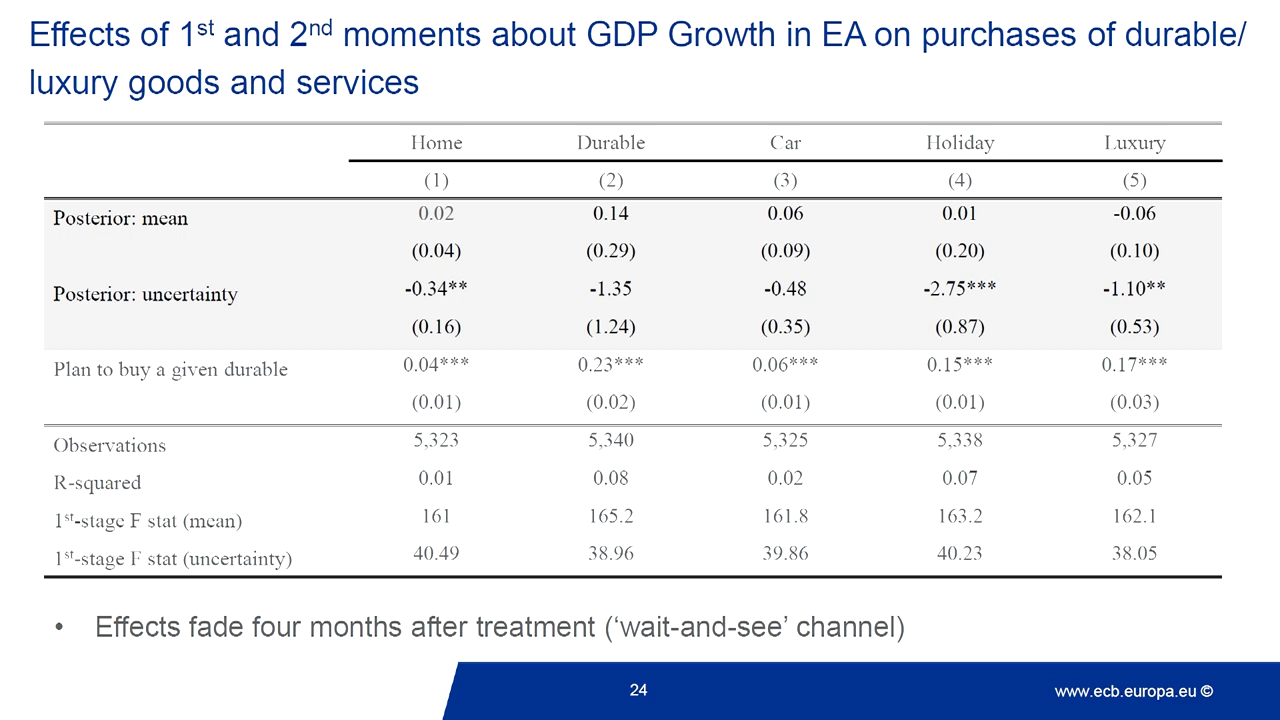 Effects of 1st and 2nd moments about GDP Growth in EA on purchases of durable/
luxury goods and services
Home Durable Car Holiday Luxury
(1) (2) (3) (4) (5)
Posterior: mean 0.02 0.14 0.06 0.01 -0.06
(0.04) (0.29) (0.09) (0.20) (0.10)
Posterior: uncertainty -0.34** -1.35 -0.48 -2.75*** -1.10**
(0.16) (1.24) (0.35) (0.87) (0.53)
Plan to buy a given durable 0.04*** 0.23*** 0.06*** 0.15*** 0.17***
(0.01) (0.02) (0.01) (0.01) (0.03)
Observations 5,323 5,340 5,325 5,338 5,327
R-squared 0.01 0.08 0.02 0.07 0.05
1st-stage F stat (mean) 161 165.2 161.8 163.2 162.1
1st-stage F stat (uncertainty) 40.49 38.96 39.86 40.23 38.05
• Effects fade four months after treatment (‘wait-and-see’ channel)
24 www.ecb.europa.eu ©